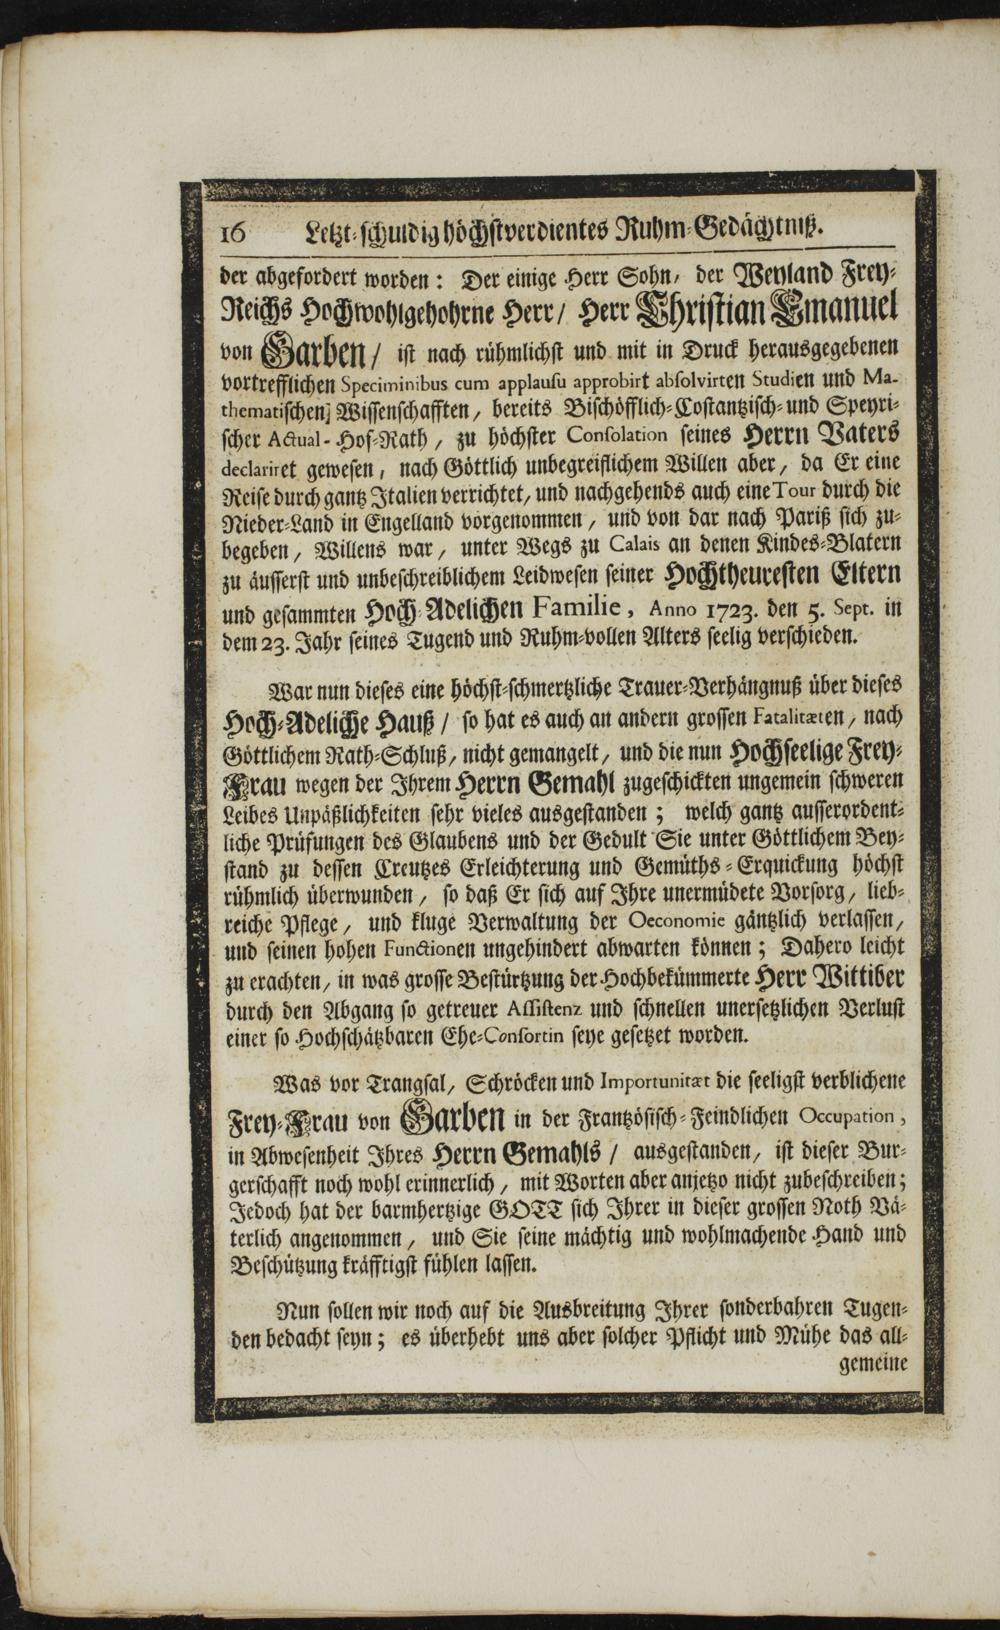 16 Letzt-schuldig höchstverdientes Ruhm-Gedächtniß.
der abgefordert worden: Der einige Herr Sohn, der Weyland Frey-
Reichs Hochwohlgebohrne Herr/ Herr Christian Emanuel
von Garben/ ist nach rühmlichst und mit in Druck herausgegebenen
vortrefflichen Speciminibus cum applausu approbirt absolvirten Studien und Ma-
thematischen Wissenschafften, bereits Bischöfflich-Costantzisch- und Speyri-
scher Actual-Hof-Rath, zu höchster Consolation seines Herrn Vaters
declariret gewesen, nach Göttlich unbegreiflichem Willen aber, da Er eine
Reise durch gantz Italien verrichtet, und nachgehends auch eine Tour durch die
Nieder-Land in Engelland vorgenommen, und von dar nach Pariß sich zu-
begeben, Willens war, unter Wegs zu Calais an denen Kindes-Blatern
zu äusserst und unbeschreiblichem Leidwesen seiner Hochtheuresten Eltern
und gesammten Hoch-Adelichen Familie, Anno 1723. den 5. Sept. in
dem 23. Jahr seines Tugend und Ruhm-vollen Alters seelig verschieden.
War nun dieses eine höchst-schmertzliche Trauer-Verhängnuß über dieses
Hoch-Adeliche Hauß/ so hat es auch an andern grossen Fatalitæten, nach
Göttlichem Rath-Schluß, nicht gemangelt, und die nun Hochseelige Frey-
Frau wegen der Ihrem Herrn Gemahl zugeschickten ungemein schweren
Leibes Unpäßlichkeiten sehr vieles ausgestanden; welch gantz ausserordent-
liche Prüfungen des Glaubens und der Gedult Sie unter Göttlichem Bey-
stand zu dessen Creutzes Erleichterung und Gemüths-Erquickung höchst
rühmlich überwunden, so daß Er sich auf Ihre unermüdete Vorsorg, lieb-
reiche Pflege, und kluge Verwaltung der Oeconomie gäntzlich verlassen,
und seinen hohen Functionen ungehindert abwarten können; Dahero leicht
zu erachten, in was grosse Bestürtzung der Hochbekümmerte Herr Wittiber
durch den Abgang so getreuer Assistenz und schnellen unersetzlichen Verlust
einer so Hochschätzbaren Ehe-Consortin seye gesetzet worden.
Was vor Trangsal, Schröcken und Importunitæt die seeligst verblichene
Frey-Frau von Garben in der Frantzösisch-Feindlichen Occupation,
in Abwesenheit Ihres Herrn Gemahls/ ausgestanden, ist dieser Bur-
gerschafft noch wohl erinnerlich, mit Worten aber anjetzo nicht zubeschreiben;
Jedoch hat der barmhertzige GOTT sich Ihrer in dieser grossen Noth Vä-
terlich angenommen, und Sie seine mächtig und wohlmachende Hand und
Beschützung kräfftigst fühlen lassen.
Nun sollen wir noch auf die Ausbreitung Ihrer sonderbahren Tugen-
den bedacht seyn; es überhebt uns aber solcher Pflicht und Mühe das all-
gemeine